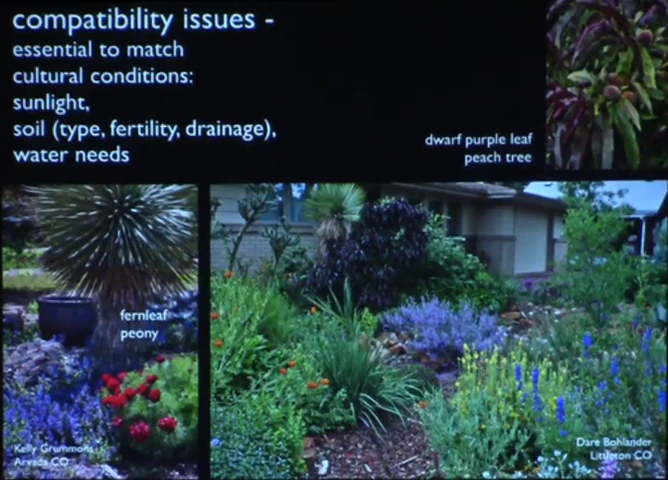 compatibility issues -
essential to match
cultural conditions:
sunlight,
soil (type, fertility, drainage),
water needs
dwarf purple leaf
peach tree
fernleaf
peony
Kelly Grummons
Arvada CO
Dare Bohlander
Littleton CO